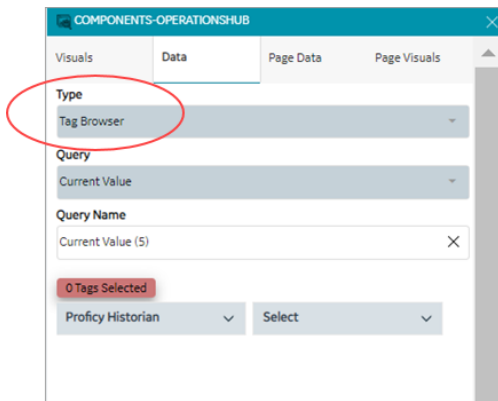 COMPONENTS-OPERATIONSHUB
Visuals Data Page Data Page Visuals
Type
Tag Browser
Query
Current Value
Query Name
Current Value (5)
0 Tags Selected
Proficy Historian Select